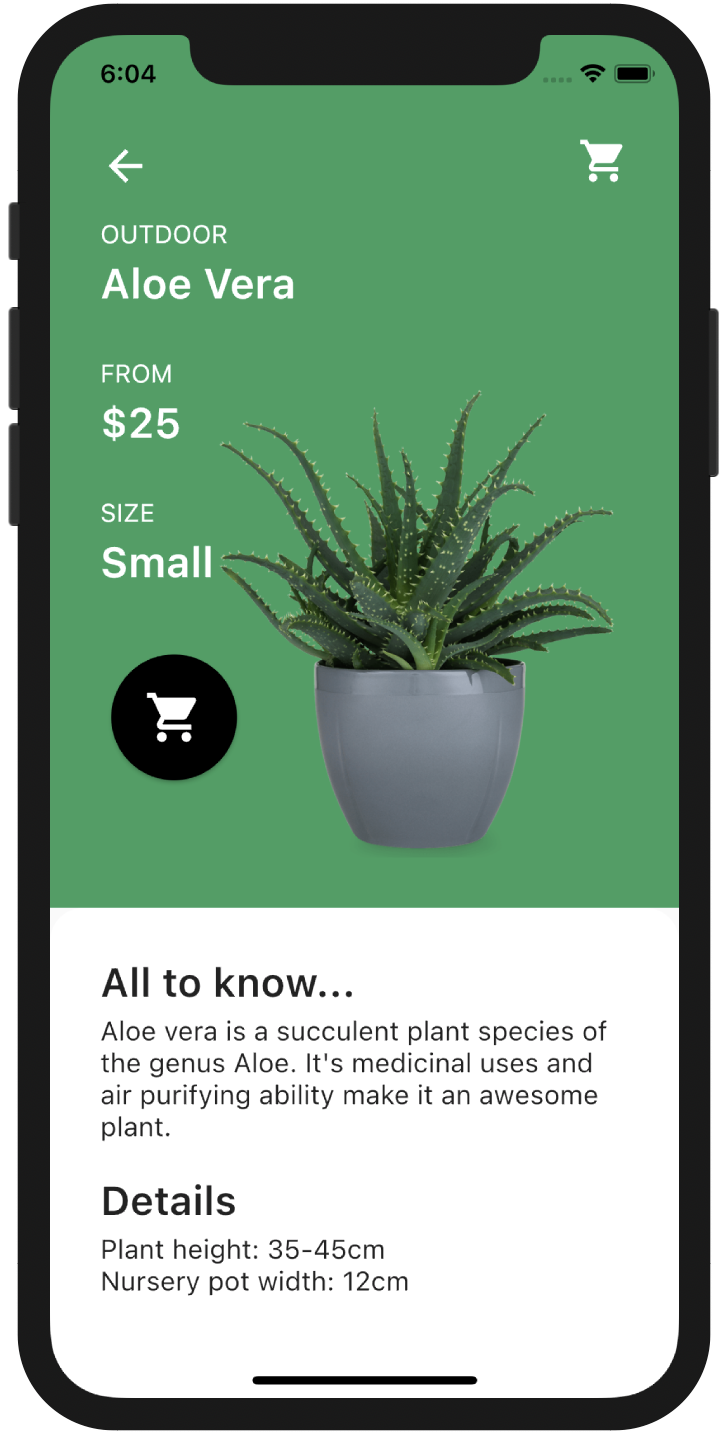 6:04
OUTDOOR
Aloe Vera
FROM
$25
SIZE
Small
All to know...
Aloe vera is a succulent plant species of
the genus Aloe. It's medicinal uses and
air purifying ability make it an awesome
plant.
Details
Plant height: 35-45cm
Nursery pot width: 12cm